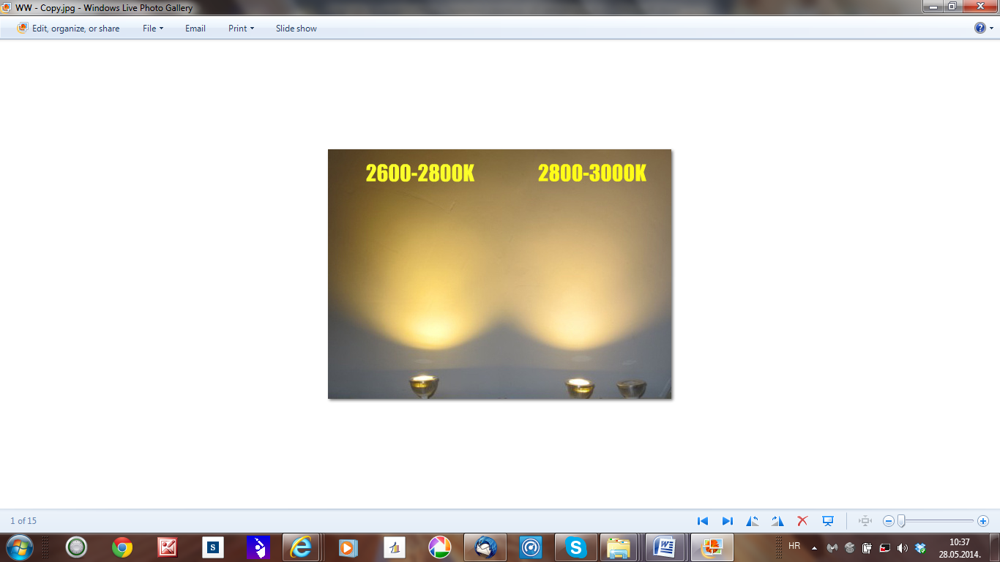 WW - Copy.jpg - Windows Live Photo Gallery
Edit, organize, or share File Email Print Slide show
2600-2800K 2800-3000K
1 of 15
HR 10:37
28.05.2014.